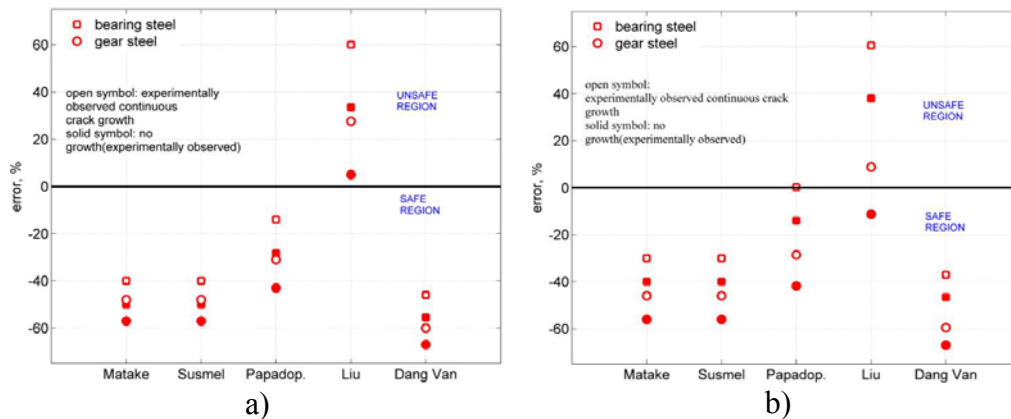 bearing steel
gear steel
open symbol: experimentally
observed continuous
crack growth
solid symbol: no
growth(experimentally observed)
UNSAFE
REGION
SAFE
REGION
error, %
60
40
20
0
-20
-40
-60
Matake Susmel Papadop. Liu Dang Van
a)
bearing steel
gear steel
open symbol:
experimentally observed continuous crack
growth
solid symbol: no
growth(experimentally observed)
UNSAFE
REGION
SAFE
REGION
error, %
60
40
20
0
-20
-40
-60
Matake Susmel Papadop. Liu Dang Van
b)